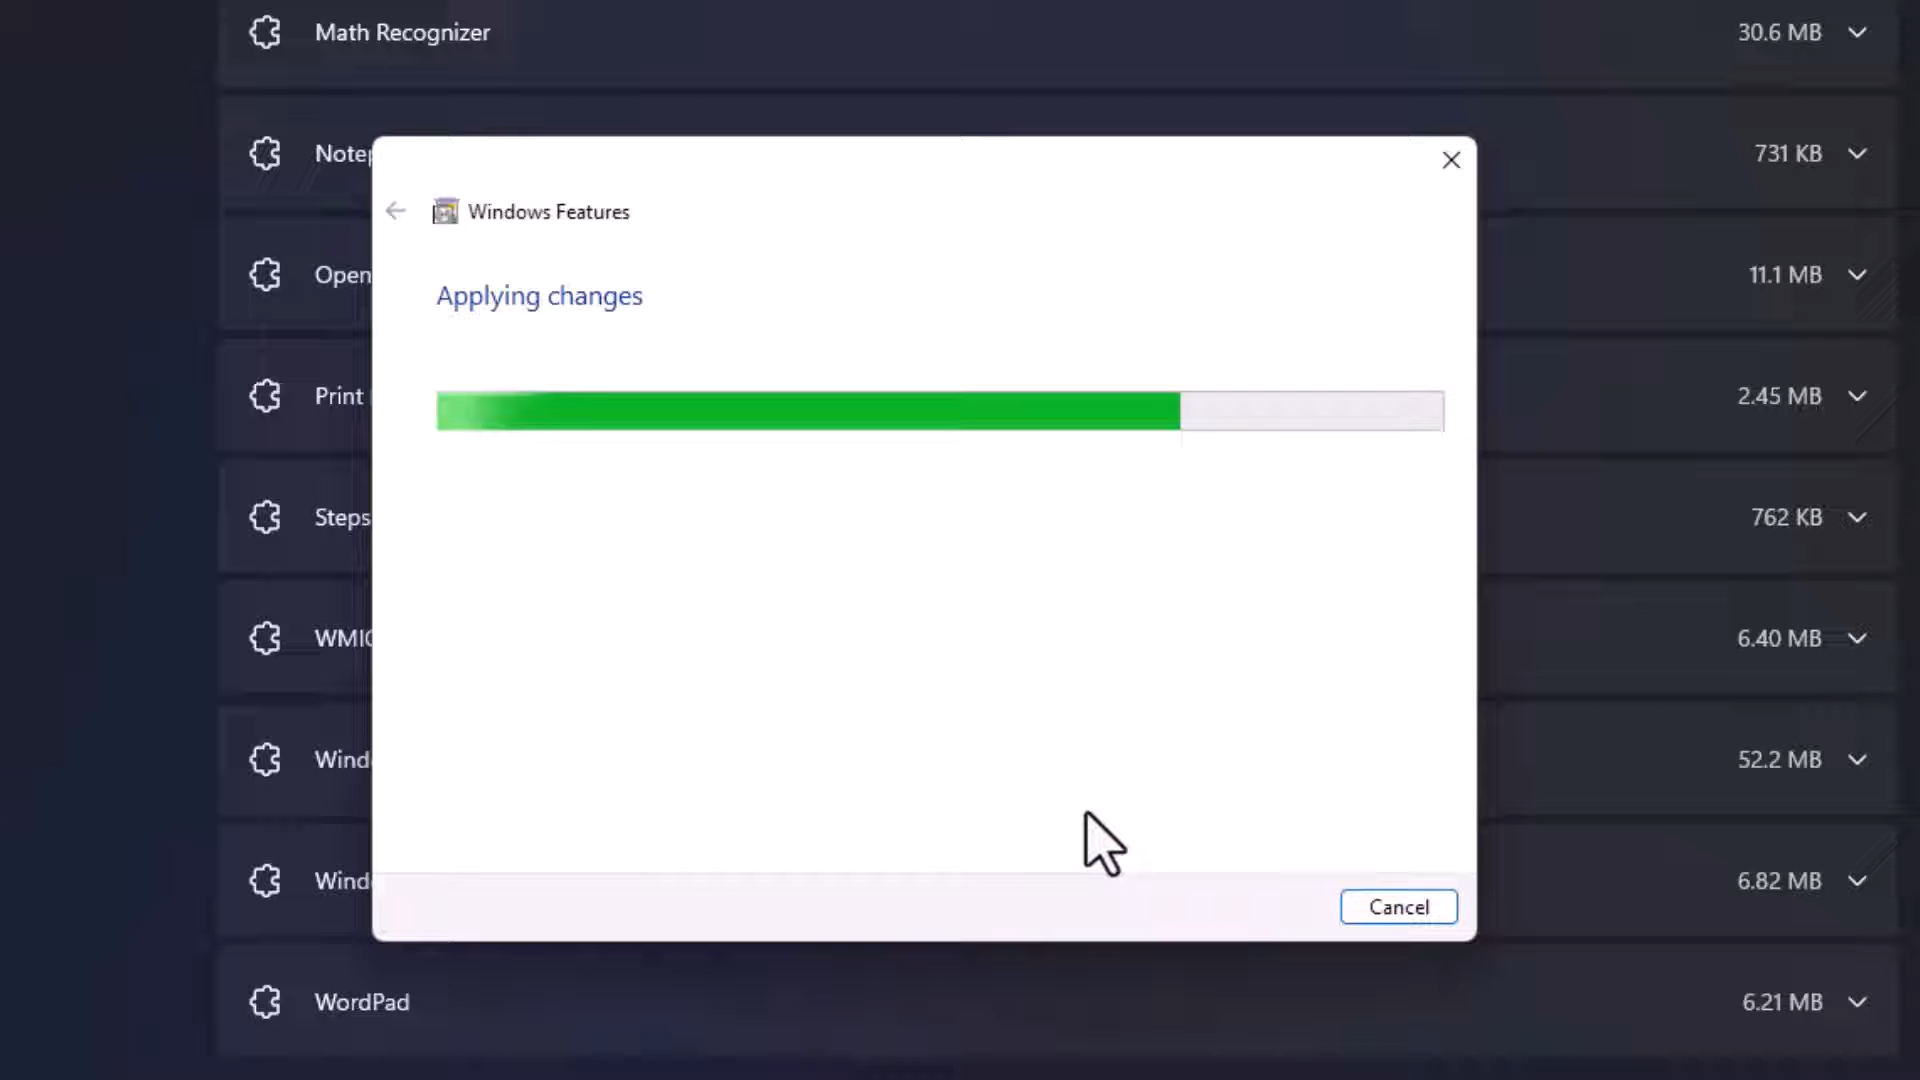 Math Recognizer 30.6 MB
Note 731 KB
Windows Features
Open 11.1 MB
Applying changes
Print 2.45 MB
Steps 762 KB
WMIC 6.40 MB
Wind 52.2 MB
Wind 6.82 MB
Cancel
WordPad 6.21 MB